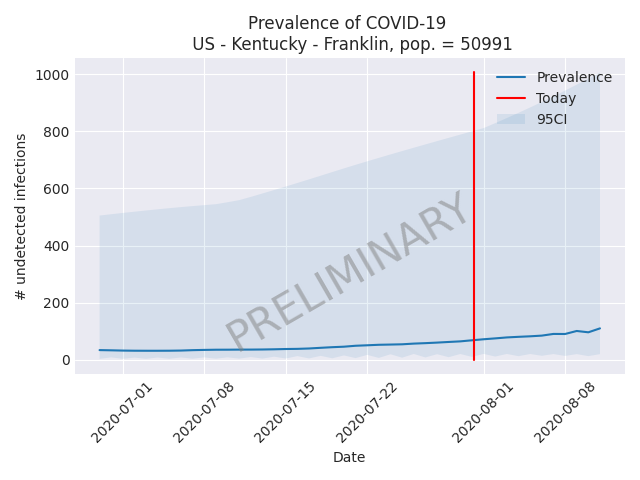 Prevalence of COVID-19
US - Kentucky - Franklin, pop. = 50991
# undetected infections
1000
800
600
400
200
0
Prevalence
Today
95CI
PRELIMINARY
2020-07-01
2020-07-08
2020-07-15
2020-07-22
2020-08-01
2020-08-08
Date